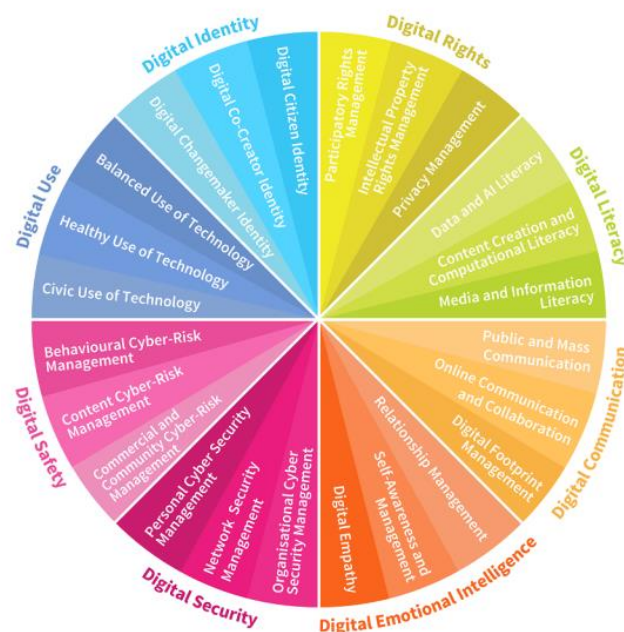 Digital Identity
Digital Citizen Identity
Digital Co-Creator Identity
Digital Changemaker Identity
Digital Rights
Participatory Rights
Management
Intellectual Property
Rights Management
Privacy Management
Digital Literacy
Data and AI Literacy
Content Creation and
Computational Literacy
Media and Information
Literacy
Digital Communication
Public and Mass
Communication
Online Communication
and Collaboration
Digital Footprint
Management
Digital Emotional Intelligence
Relationship Management
Self-Awareness and
Management
Digital Empathy
Digital Security
Organisational Cyber
Security Management
Network Security
Management
Personal Cyber Security
Management
Digital Safety
Commercial and
Community Cyber-Risk
Management
Content Cyber-Risk
Management
Behavioural Cyber-Risk
Management
Digital Use
Civic Use of Technology
Healthy Use of Technology
Balanced Use of Technology